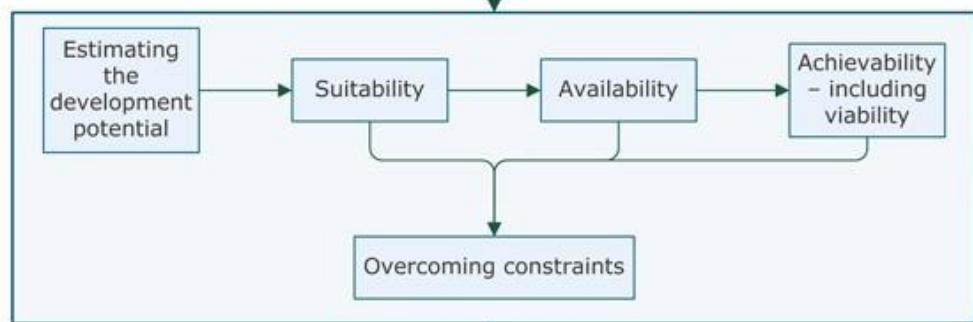 Estimating
the
development
potential
Suitability
Availability
Achievability
– including
viability
Overcoming constraints